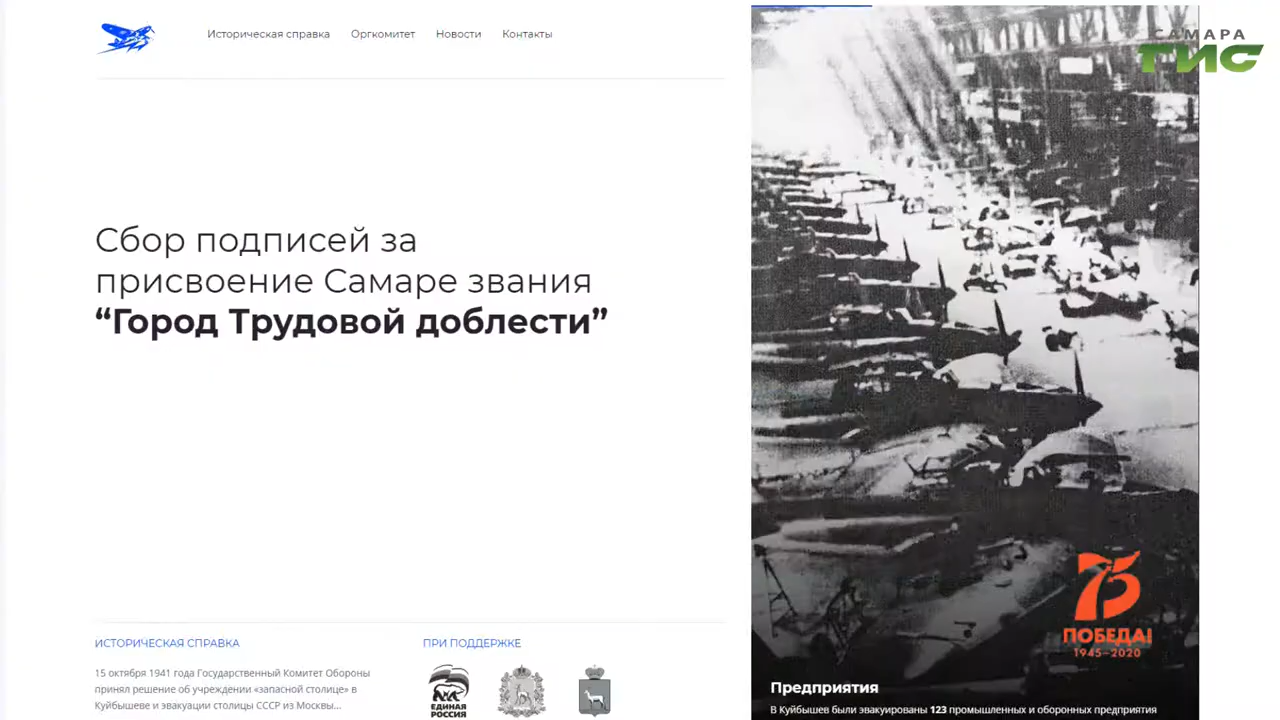 Историческая справка
Оргкомитет
Новости
Контакты
САМАРА
ГИС
Сбор подписей за
присвоение Самаре звания
“Город Трудовой доблести”
75
ПОБЕДА!
1945–2020
ИСТОРИЧЕСКАЯ СПРАВКА
15 октября 1941 года Государственный Комитет Обороны
принял решение об учреждении «запасной столице» в
Куйбышеве и эвакуации столицы СССР из Москвы...
ПРИ ПОДДЕРЖКЕ
ЕДИНАЯ
РОССИЯ
Предприятия
В Куйбышев были эвакуированы 123 промышленных и оборонных предприятия